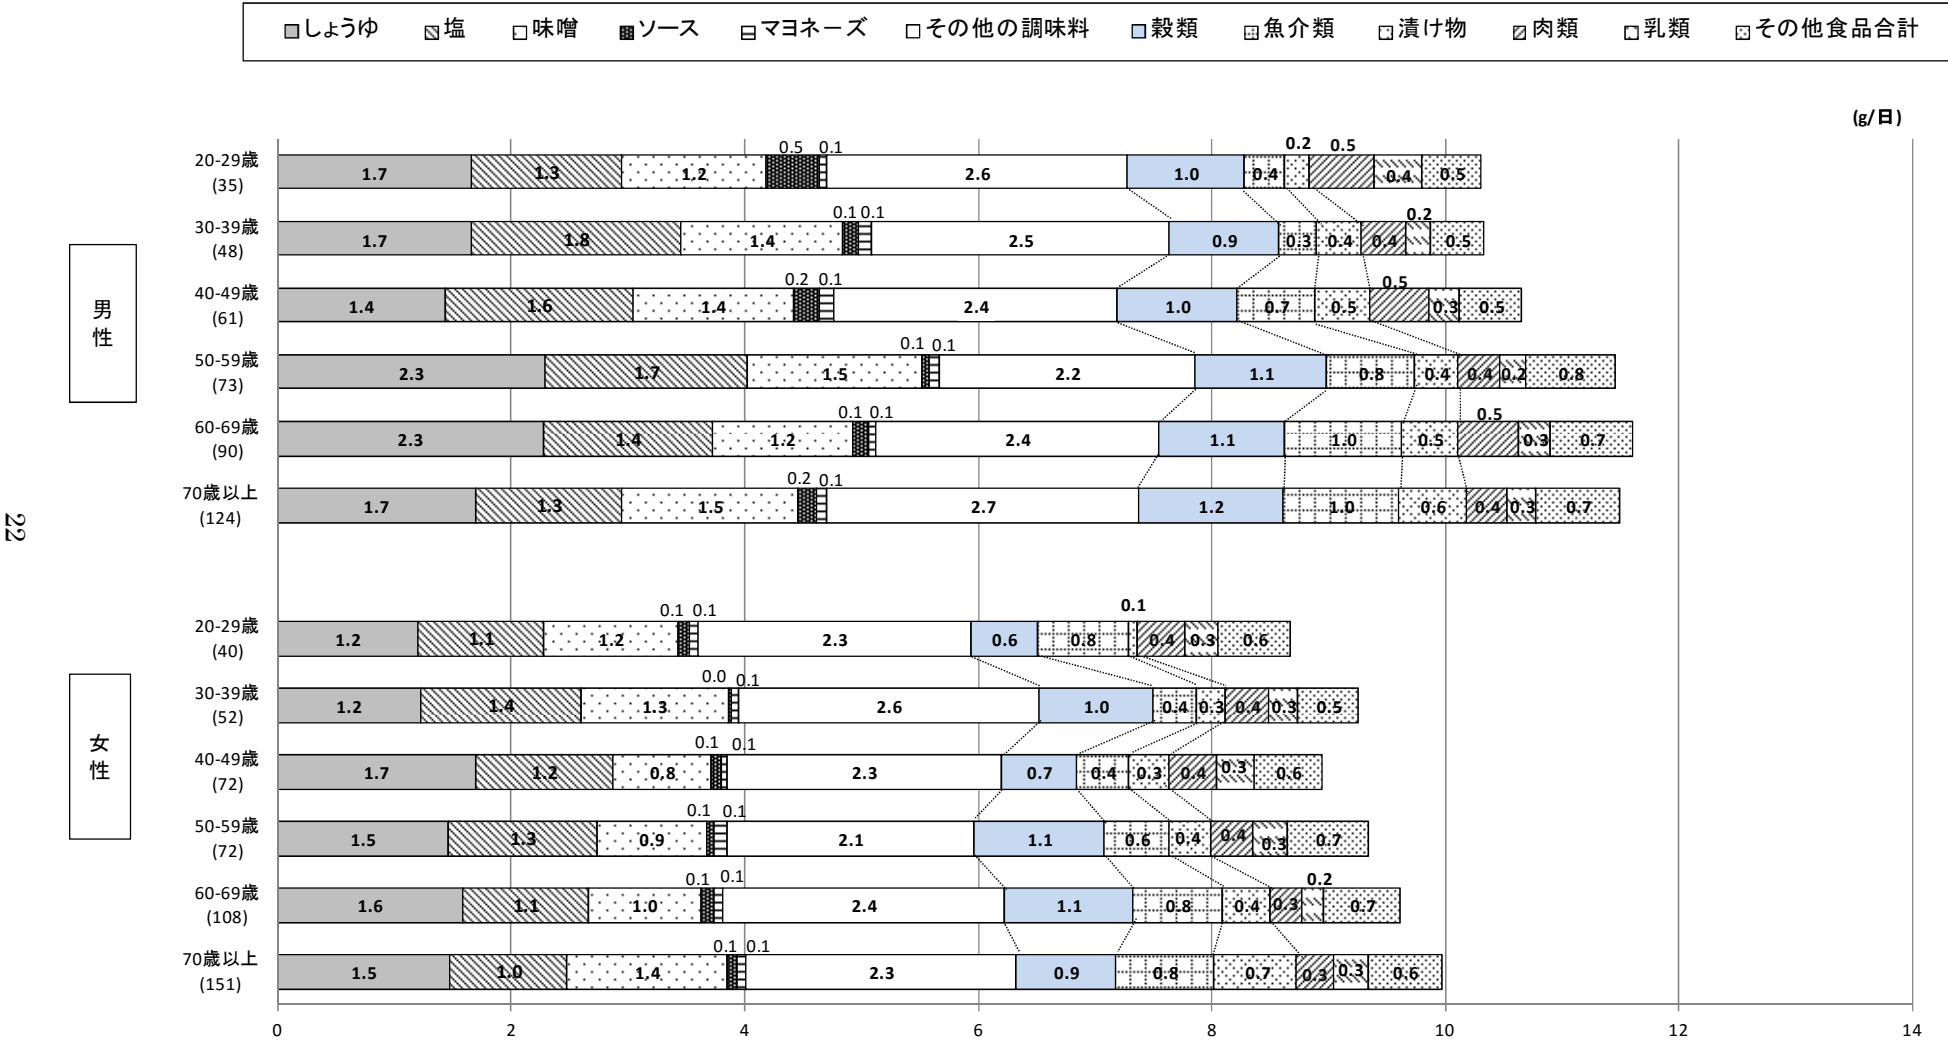 しょうゆ 塩 味噌 ソース マヨネーズ その他の調味料 穀類 魚介類 漬け物 肉類 乳類 その他食品合計
(g/日)
男性
20-29歳
(35)
1.7 1.3 1.2 0.5 0.1 2.6 1.0 0.4 0.2 0.5 0.4 0.5
30-39歳
(48)
1.7 1.8 1.4 0.1 0.1 2.5 0.9 0.3 0.4 0.4 0.2 0.5
40-49歳
(61)
1.4 1.6 1.4 0.2 0.1 2.4 1.0 0.7 0.5 0.5 0.3 0.5
50-59歳
(73)
2.3 1.7 1.5 0.1 0.1 2.2 1.1 0.8 0.4 0.4 0.2 0.8
60-69歳
(90)
2.3 1.4 1.2 0.1 0.1 2.4 1.1 1.0 0.5 0.5 0.3 0.7
70歳以上
(124)
1.7 1.3 1.5 0.2 0.1 2.7 1.2 1.0 0.6 0.4 0.3 0.7
女性
20-29歳
(40)
1.2 1.1 1.2 0.1 0.1 2.3 0.6 0.8 0.1 0.4 0.3 0.6
30-39歳
(52)
1.2 1.4 1.3 0.0 0.1 2.6 1.0 0.4 0.3 0.4 0.3 0.5
40-49歳
(72)
1.7 1.2 0.8 0.1 0.1 2.3 0.7 0.4 0.3 0.4 0.3 0.6
50-59歳
(72)
1.5 1.3 0.9 0.1 0.1 2.1 1.1 0.6 0.4 0.4 0.3 0.7
60-69歳
(108)
1.6 1.1 1.0 0.1 0.1 2.4 1.1 0.8 0.4 0.3 0.2 0.7
70歳以上
(151)
1.5 1.0 1.4 0.1 0.1 2.3 0.9 0.8 0.7 0.3 0.3 0.6
0 2 4 6 8 10 12 14
22